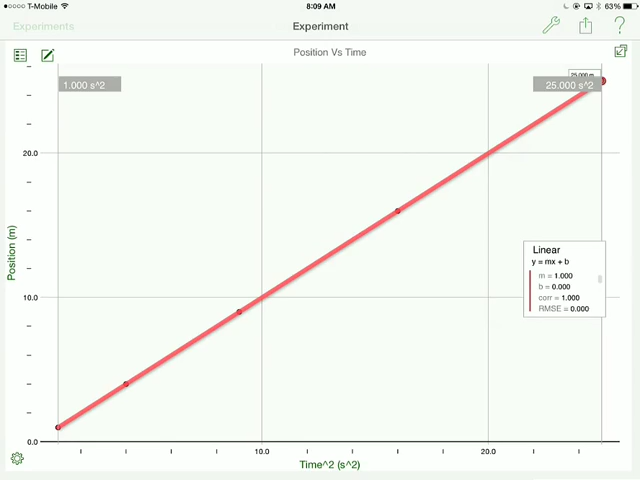 T-Mobile 8:09 AM 63%
Experiments Experiment ?
Position Vs Time
25.000 m
1.000 s^2 25.000 s^2
20.0
Position (m)
Linear
y = mx + b
m = 1.000
b = 0.000
corr = 1.000
RMSE = 0.000
10.0
0.0
10.0 20.0
Time^2 (s^2)